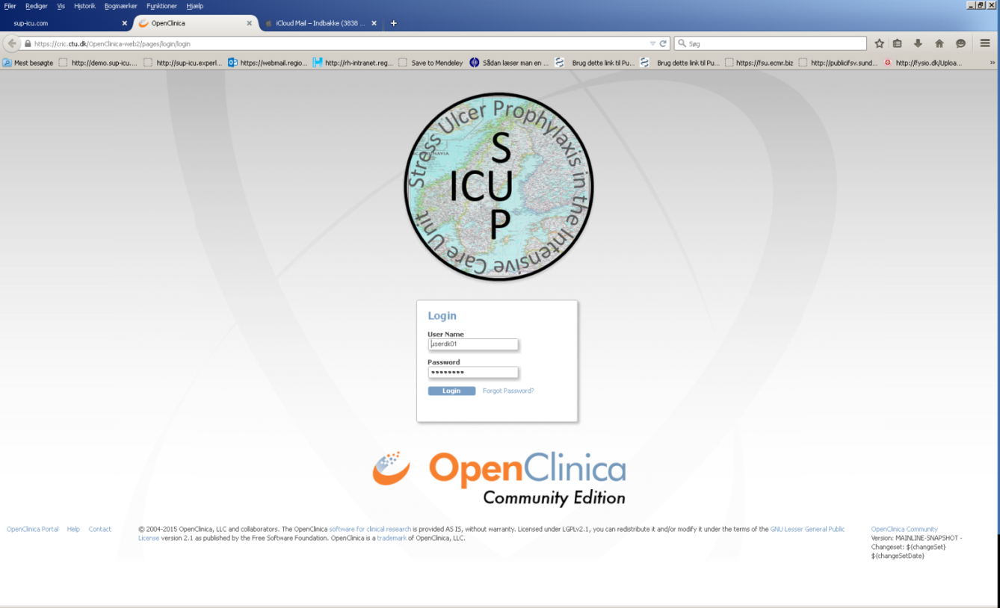 Filer Rediger Vis Historik Bogmærker Funktioner Hjælp
sup-icu.com OpenClinica iCloud Mail – Indbakke (3838 ...
https://cric.ctu.dk/OpenClinica-web2/pages/login/login Søg
Mest besøgte http://demo.sup-icu.... http://sup-icu.experl... https://webmail.regio... http://rh-intranet.reg... Save to Mendeley Sådan læser man en ... Brug dette link til Pu... Brug dette link til Pu... https://fsu.ecmr.biz http://publicifsv.sund... http://fysio.dk/Uploa... »
Stress Ulcer Prophylaxis in the Intensive Care Unit
S
ICU
P
Login
User Name
userdk01
Password
••••••••
Login Forgot Password?
OpenClinica
Community Edition
OpenClinica Portal Help Contact
© 2004-2015 OpenClinica, LLC and collaborators. The OpenClinica software for clinical research is provided AS IS, without warranty. Licensed under LGPLv2.1, you can redistribute it and/or modify it under the terms of the GNU Lesser General Public
License version 2.1 as published by the Free Software Foundation. OpenClinica is a trademark of OpenClinica, LLC.
OpenClinica Community
Version: MAINLINE-SNAPSHOT -
Changeset: ${changeSet}
${changeSetDate}